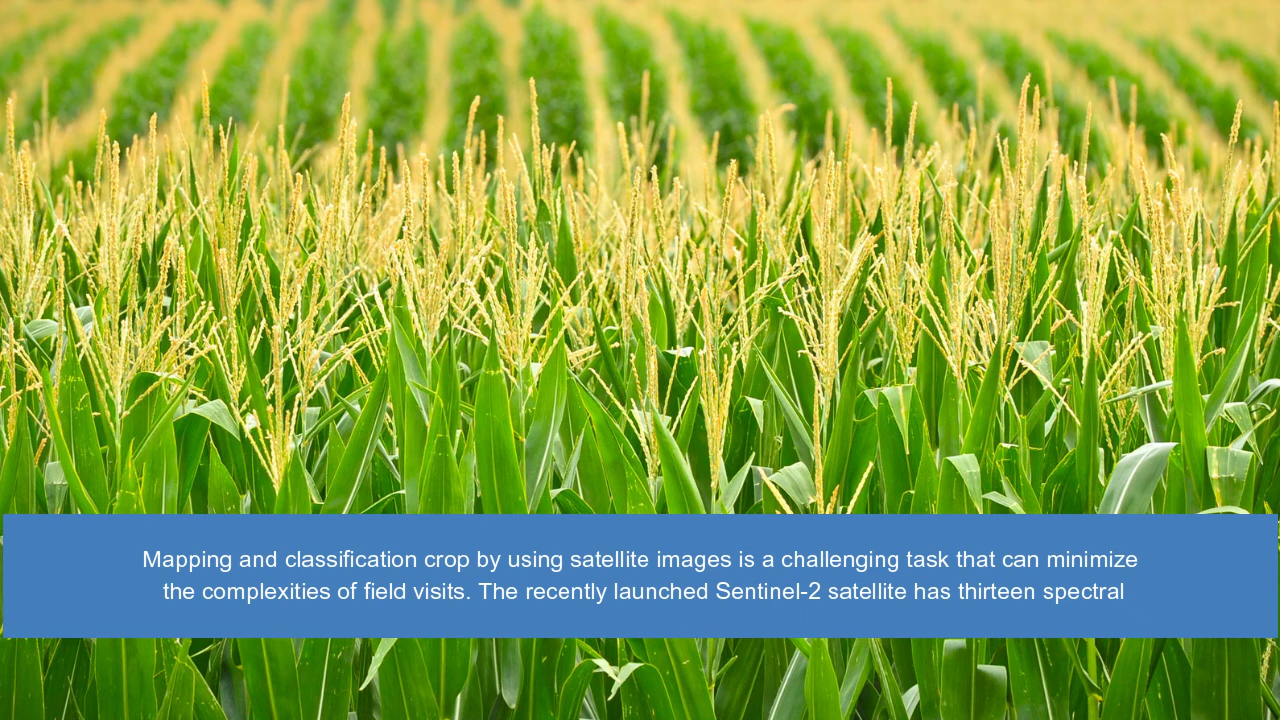 Mapping and classification crop by using satellite images is a challenging task that can minimize
the complexities of field visits. The recently launched Sentinel-2 satellite has thirteen spectral